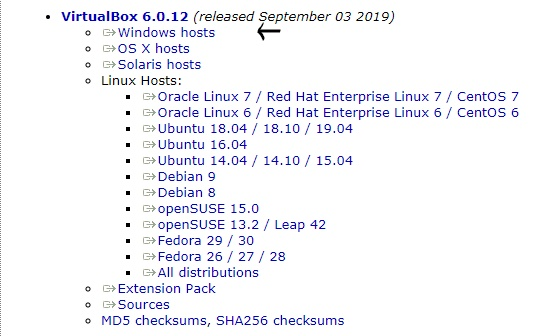 VirtualBox 6.0.12 (released September 03 2019)
Windows hosts
OS X hosts
Solaris hosts
Linux Hosts:
Oracle Linux 7 / Red Hat Enterprise Linux 7 / CentOS 7
Oracle Linux 6 / Red Hat Enterprise Linux 6 / CentOS 6
Ubuntu 18.04 / 18.10 / 19.04
Ubuntu 16.04
Ubuntu 14.04 / 14.10 / 15.04
Debian 9
Debian 8
openSUSE 15.0
openSUSE 13.2 / Leap 42
Fedora 29 / 30
Fedora 26 / 27 / 28
All distributions
Extension Pack
Sources
MD5 checksums, SHA256 checksums